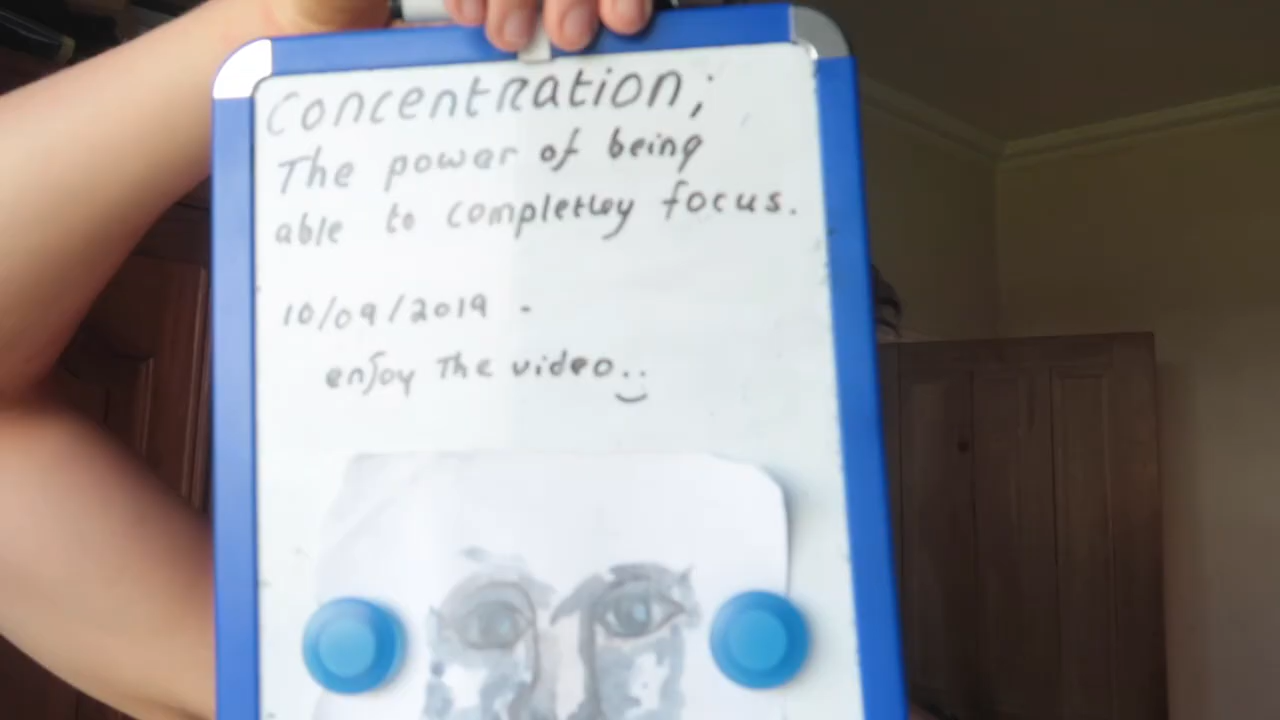 Concentration;
The power of being
able to completley focus.
10/09/2019 -
enjoy The video..